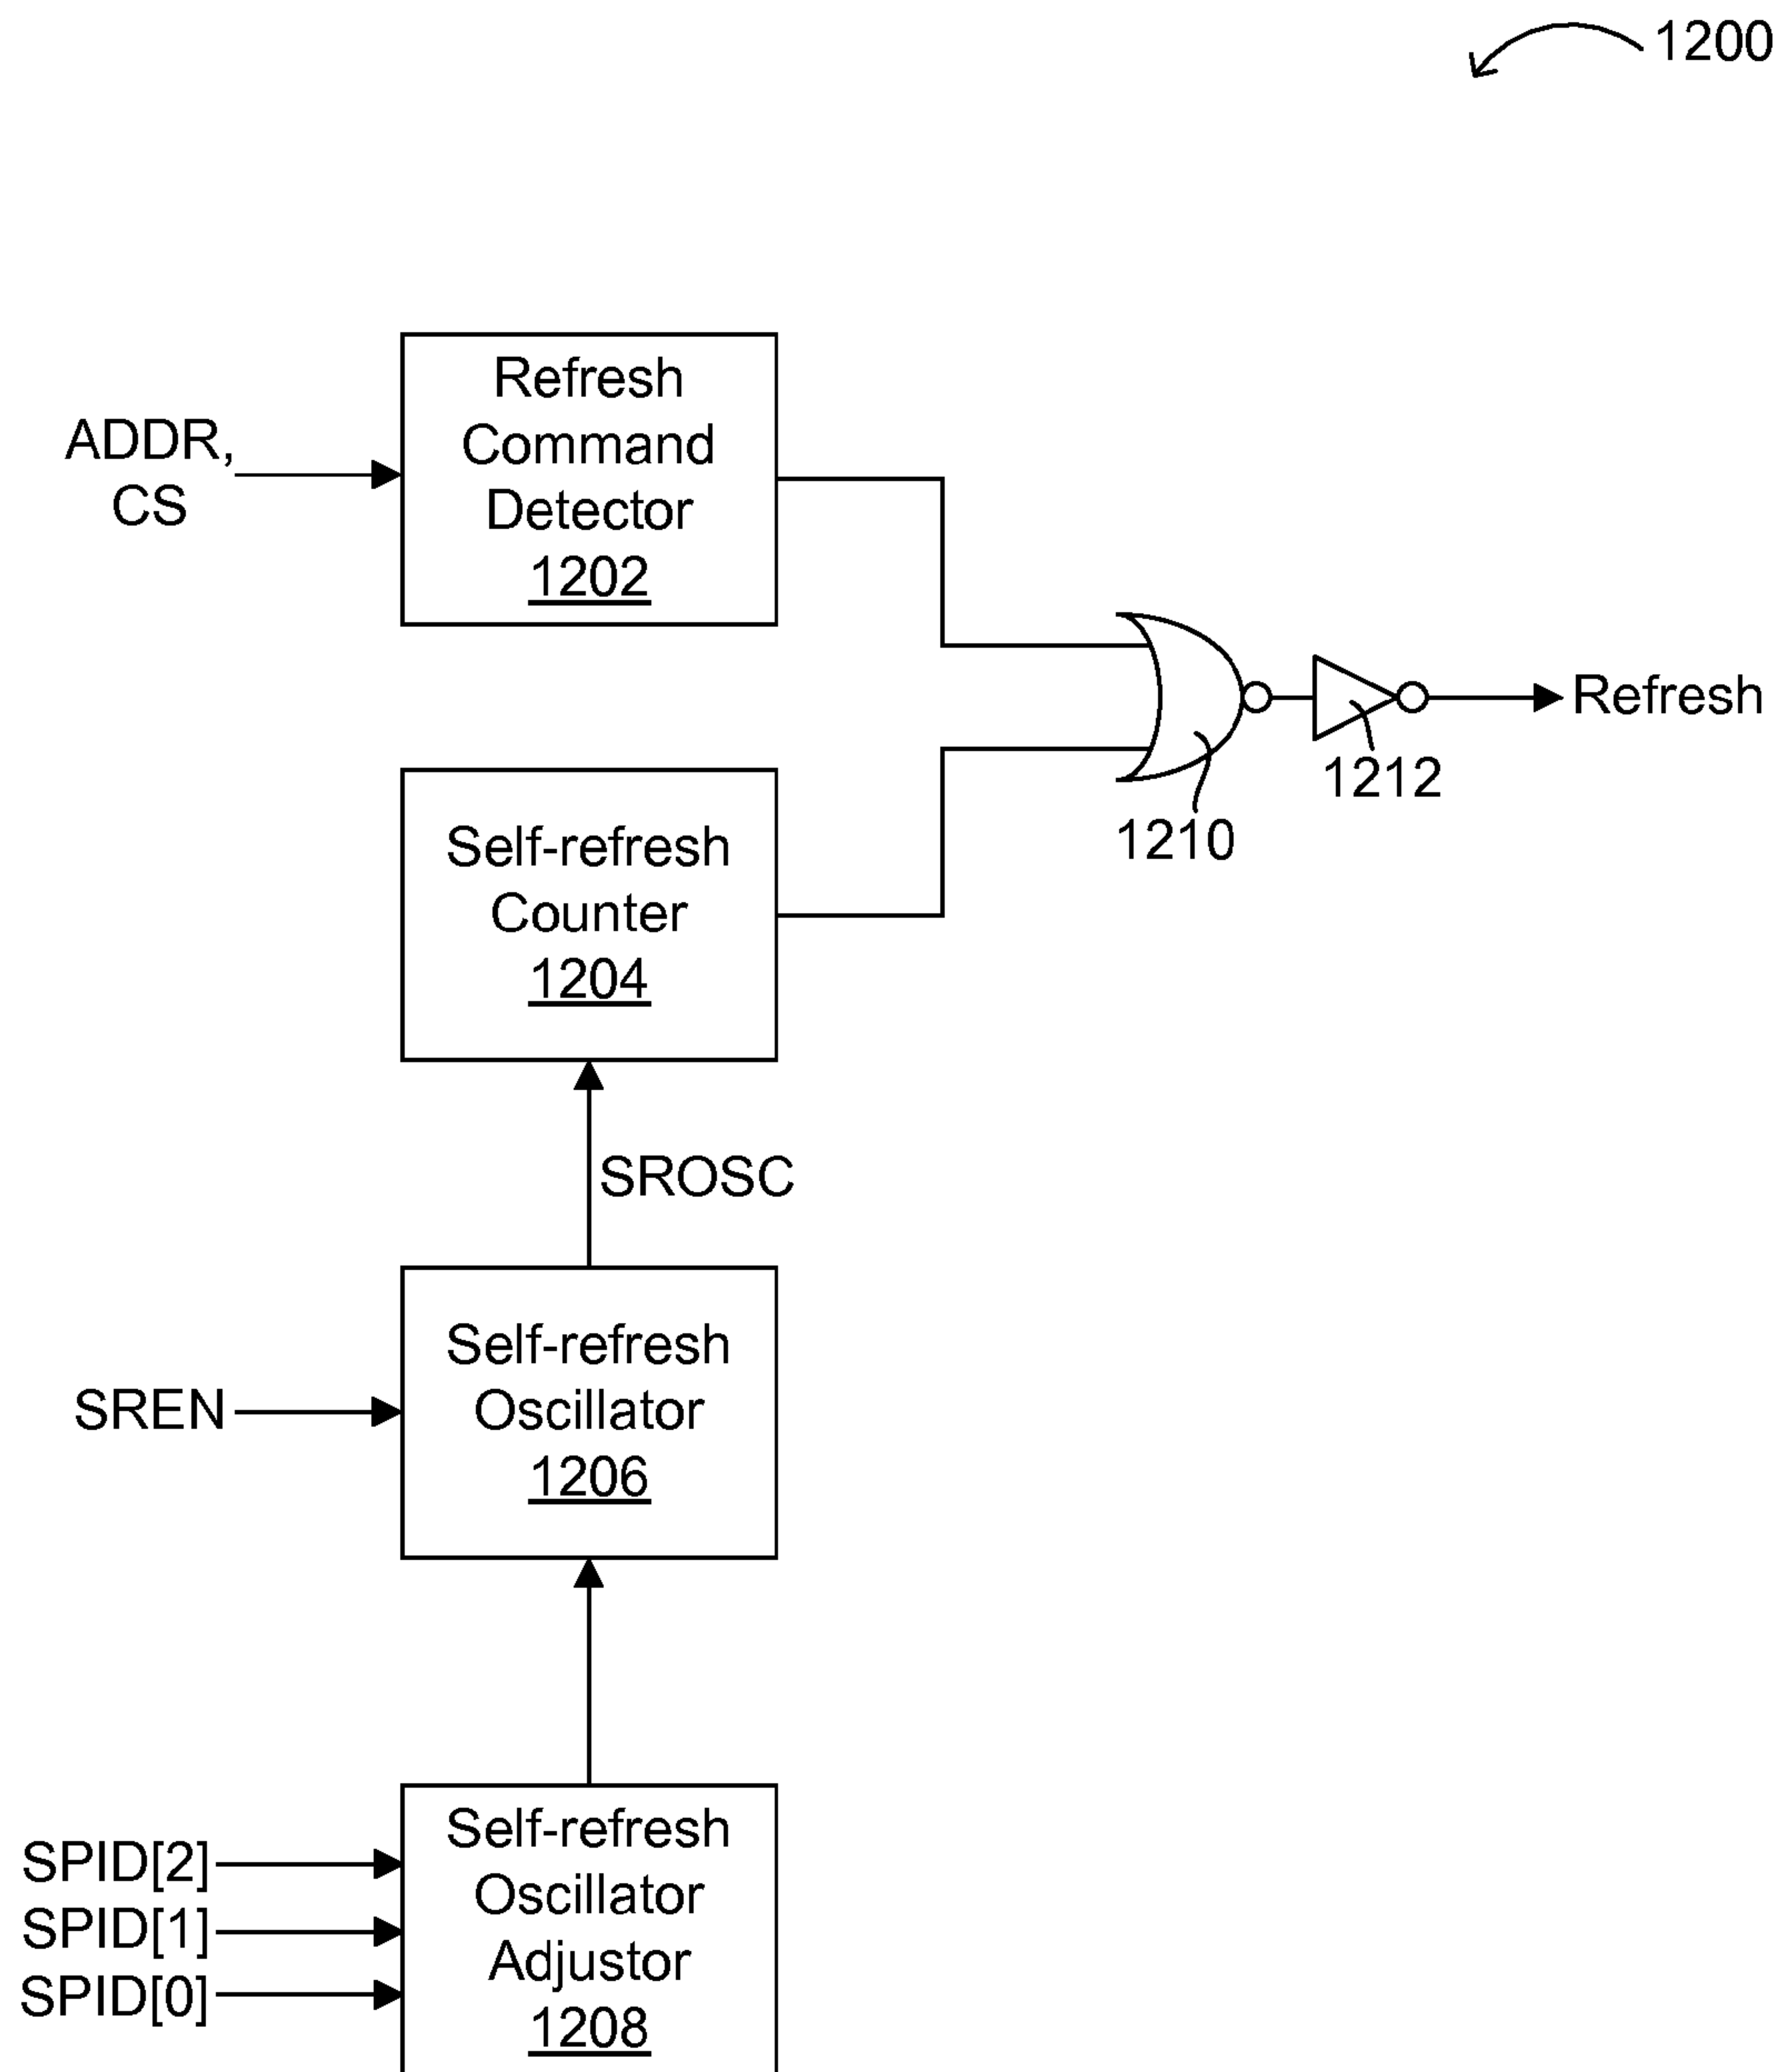 1200
Refresh
Command
Detector
1202
ADDR,
CS
Refresh
1212
1210
Self-refresh
Counter
1204
SROSC
Self-refresh
Oscillator
1206
SREN
Self-refresh
Oscillator
Adjustor
1208
SPID[2]
SPID[1]
SPID[0]